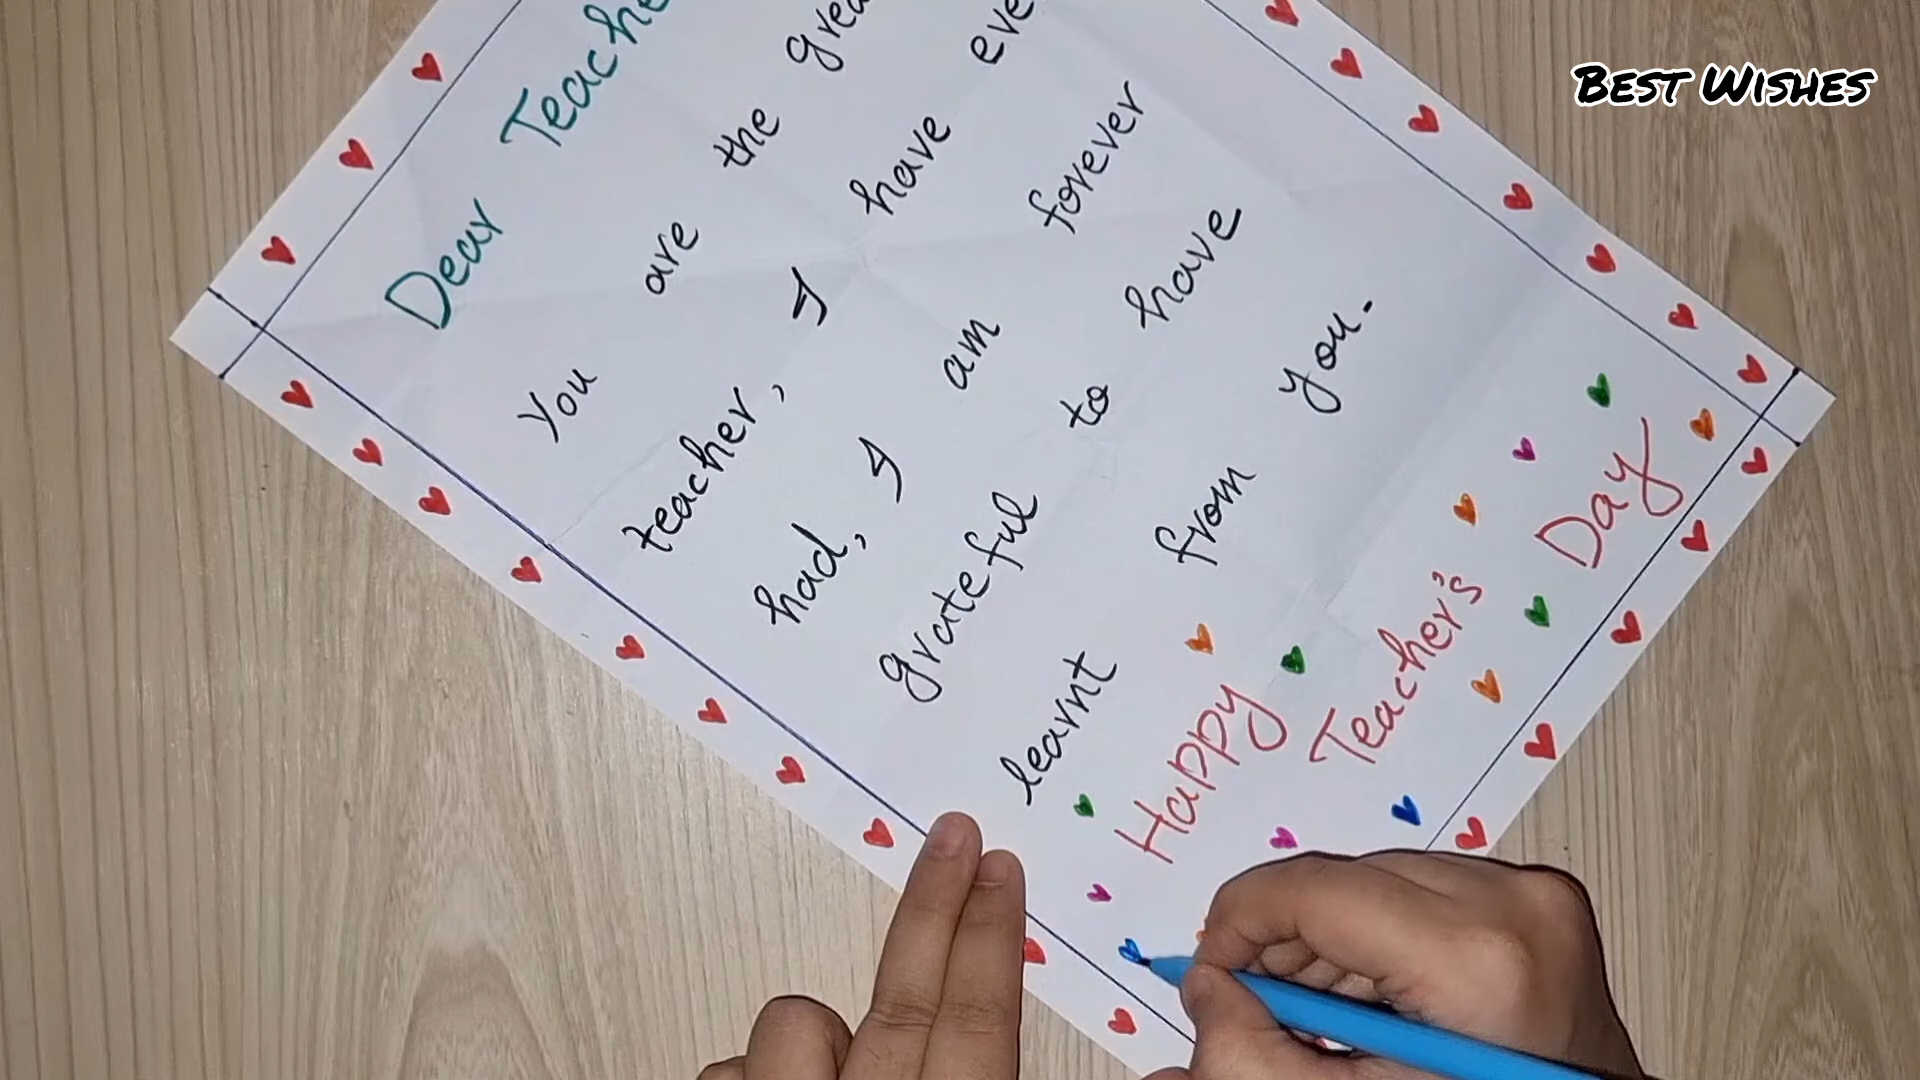 BEST WISHES
Dear Teache
You are the grea
teacher, I have eve
had, I am forever
grateful to have
learnt from you.
Happy
Teacher's Day